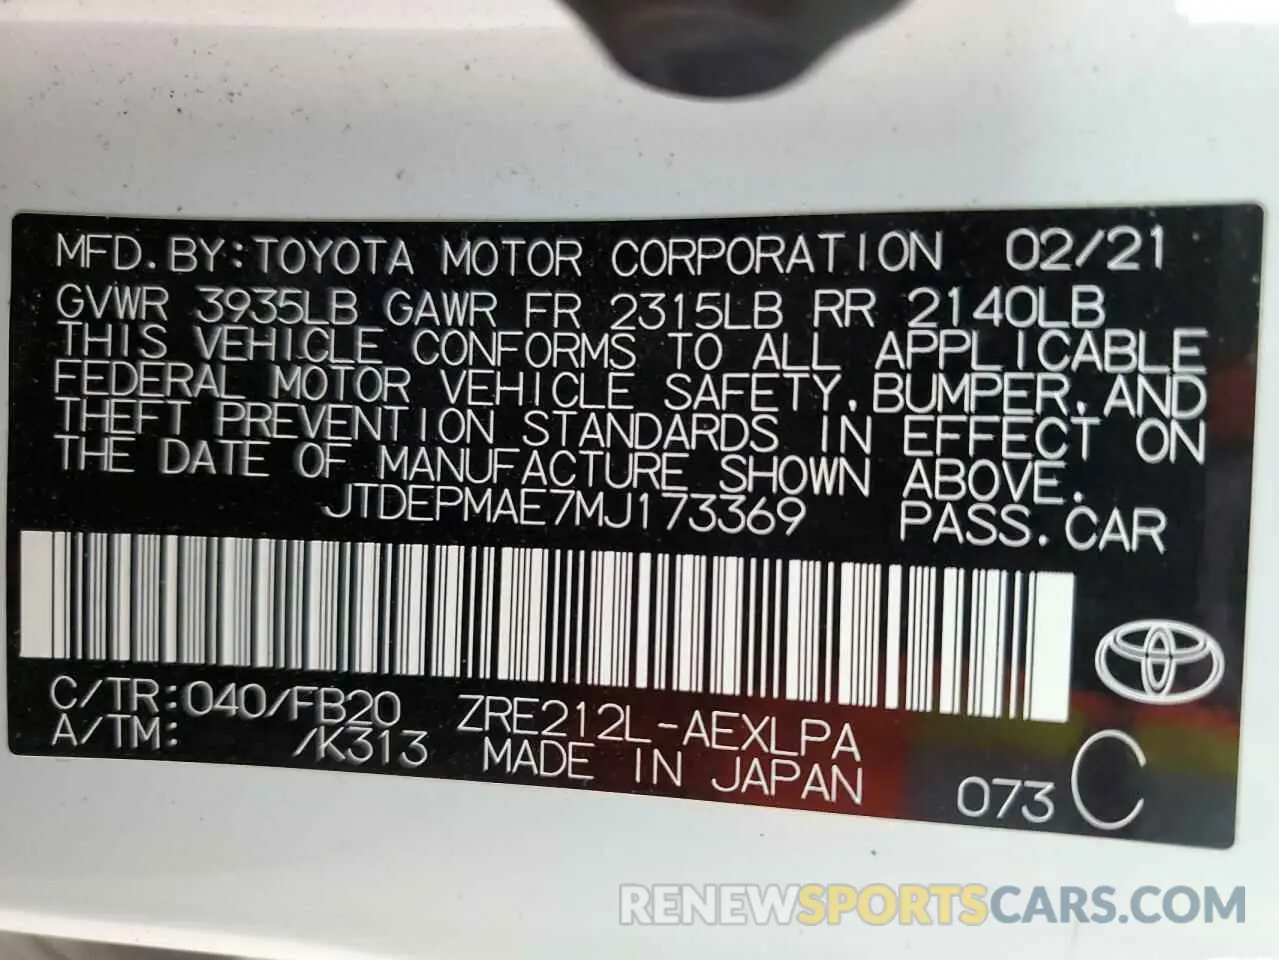 MFD.BY:TOYOTA MOTOR CORPORATION 02/21
GVWR 3935LB GAWR FR 2315LB RR 2140LB
THIS VEHICLE CONFORMS TO ALL APPLICABLE
FEDERAL MOTOR VEHICLE SAFETY,BUMPER,AND
THEFT PREVENTION STANDARDS IN EFFECT ON
THE DATE OF MANUFACTURE SHOWN ABOVE.
JTDEPMAE7MJ173369 PASS.CAR
C/TR:040/FB20 ZRE212L-AEXLPA
A/TM: /K313 MADE IN JAPAN 073 C
RENEWSPORTSCARS.COM